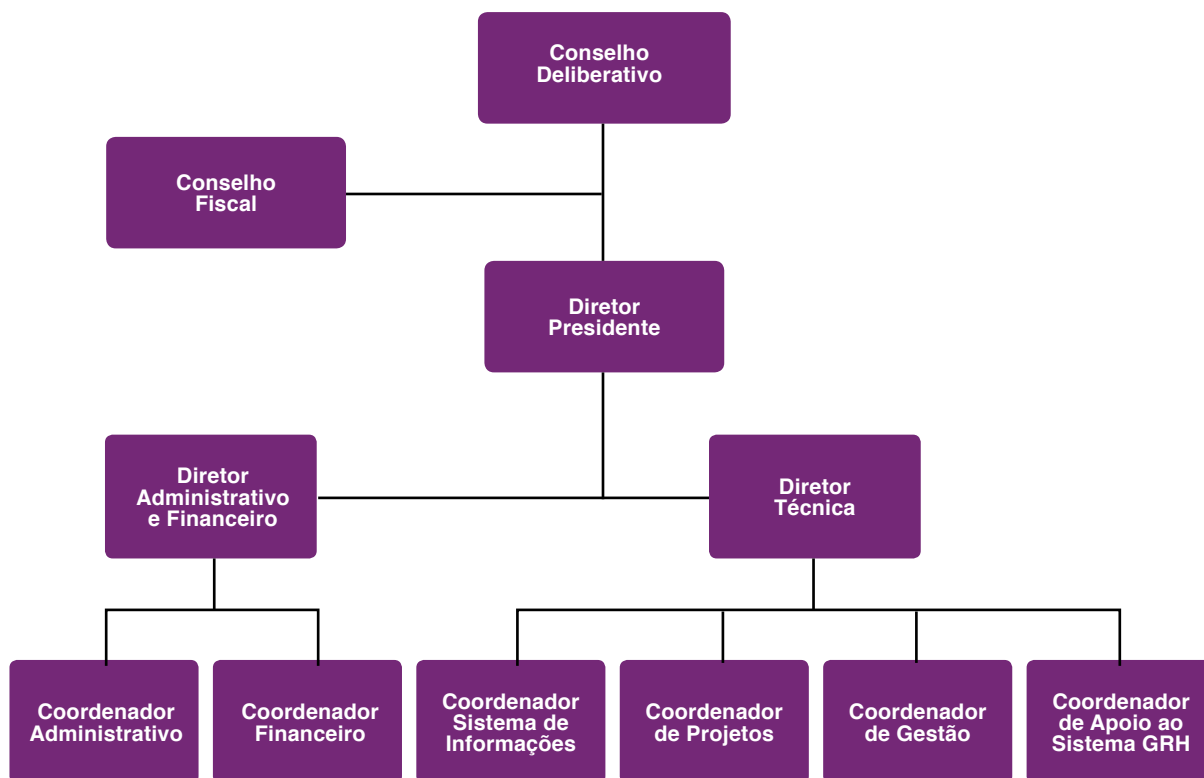 Conselho
Deliberativo
Conselho
Fiscal
Diretor
Presidente
Diretor
Administrativo
e Financeiro
Diretor
Técnica
Coordenador
Administrativo
Coordenador
Financeiro
Coordenador
Sistema de
Informações
Coordenador
de Projetos
Coordenador
de Gestão
Coordenador
de Apoio ao
Sistema GRH